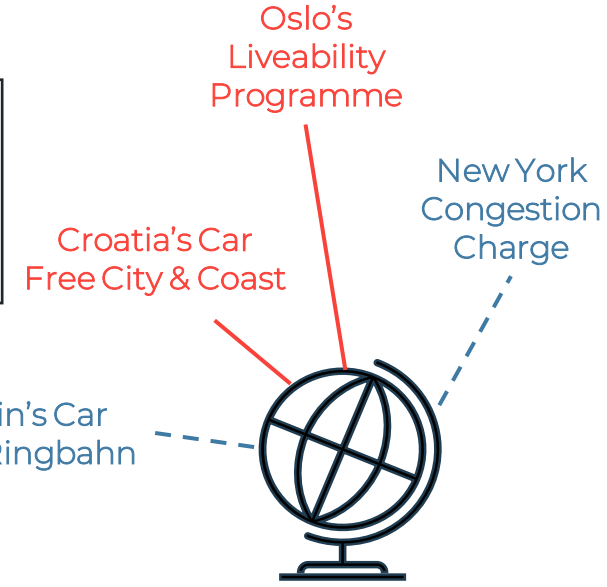 Oslo's
Liveability
Programme
New York
Congestion
Charge
Croatia's Car
Free City & Coast
in's Car
Ringbahn